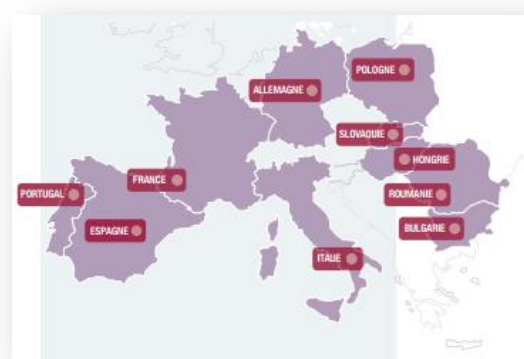 POLOGNE
ALLEMAGNE
SLOVAQUIE
HONGRIE
FRANCE
PORTUGAL
ROUMANIE
ESPAGNE
BULGARIE
ITALIE